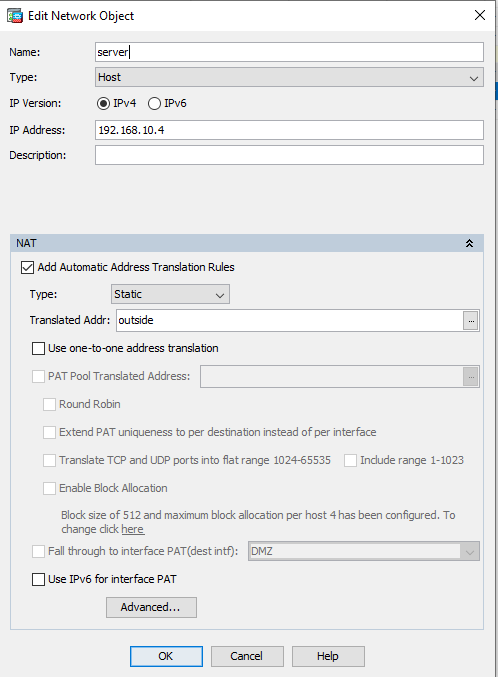 Edit Network Object
Name: server
Type: Host
IP Version: IPv4 IPv6
IP Address: 192.168.10.4
Description:
NAT
Add Automatic Address Translation Rules
Type: Static
Translated Addr: outside ...
Use one-to-one address translation
PAT Pool Translated Address: ...
Round Robin
Extend PAT uniqueness to per destination instead of per interface
Translate TCP and UDP ports into flat range 1024-65535 Include range 1-1023
Enable Block Allocation
Block size of 512 and maximum block allocation per host 4 has been configured. To
change click here
Fall through to interface PAT(dest intf): DMZ
Use IPv6 for interface PAT
Advanced...
OK Cancel Help